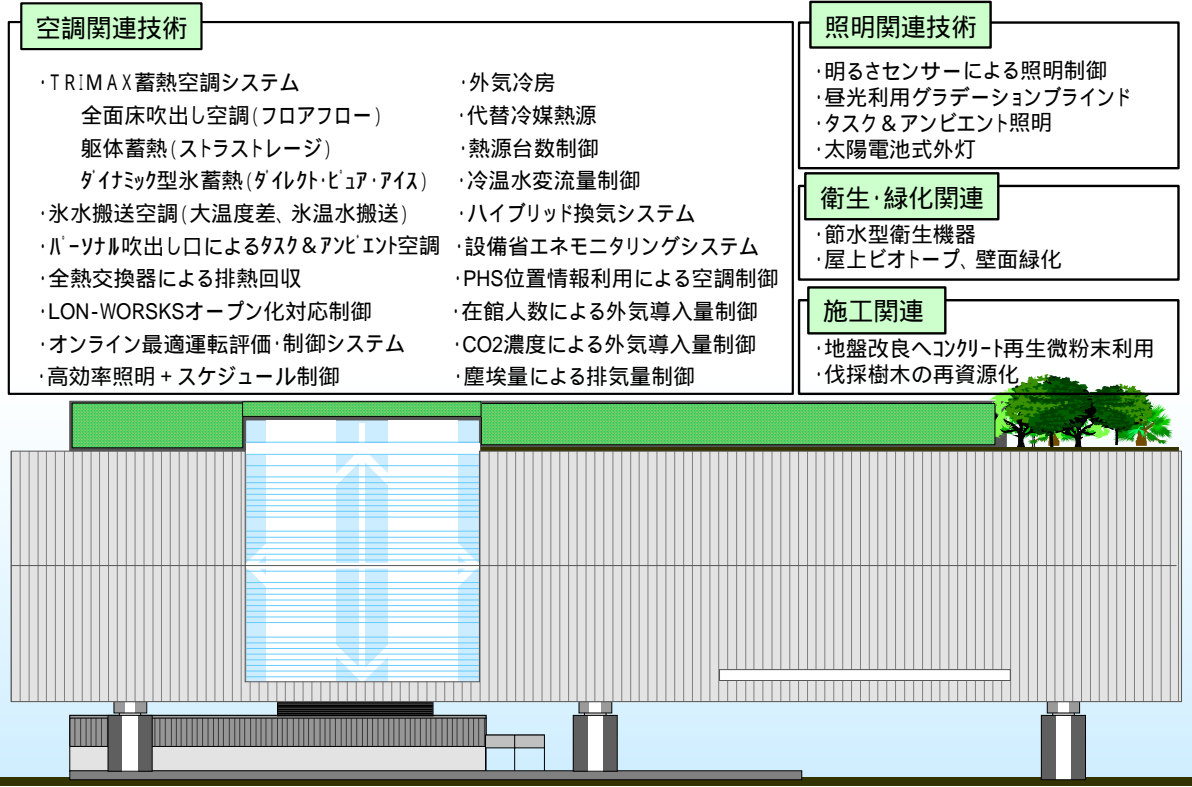 空調関連技術
・TRIMAX蓄熱空調システム
全面床吹出し空調(フロアフロー)
躯体蓄熱(ストラストレージ)
ダイナミック型氷蓄熱(ダイレクト・ピュア・アイス)
・氷水搬送空調(大温度差、氷温水搬送)
・パーソナル吹出し口によるタスク&アンビエント空調
・全熱交換器による排熱回収
・LON-WORSKSオープン化対応制御
・オンライン最適運転評価・制御システム
・高効率照明+スケジュール制御
・外気冷房
・代替冷媒熱源
・熱源台数制御
・冷温水変流量制御
・ハイブリッド換気システム
・設備省エネモニタリングシステム
・PHS位置情報利用による空調制御
・在館人数による外気導入量制御
・CO2濃度による外気導入量制御
・塵埃量による排気量制御
照明関連技術
・明るさセンサーによる照明制御
・昼光利用グラデーションブラインド
・タスク&アンビエント照明
・太陽電池式外灯
衛生・緑化関連
・節水型衛生機器
・屋上ビオトープ、壁面緑化
施工関連
・地盤改良へコンクリート再生微粉末利用
・伐採樹木の再資源化